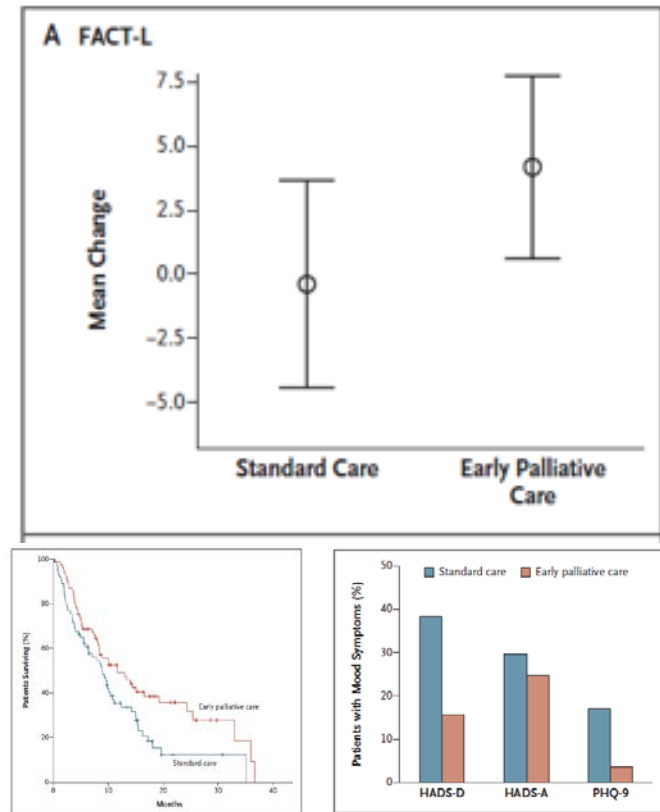 A FACT-L
7.5
5.0
2.5
0.0
−2.5
−5.0
Mean Change
Standard Care
Early Palliative
Care
100
80
60
40
20
0
Patients Surviving (%)
Early palliative care
Standard care
0 10 20 30 40
Months
50
40
30
20
10
0
Patients with Mood Symptoms (%)
Standard care Early palliative care
HADS-D HADS-A PHQ-9